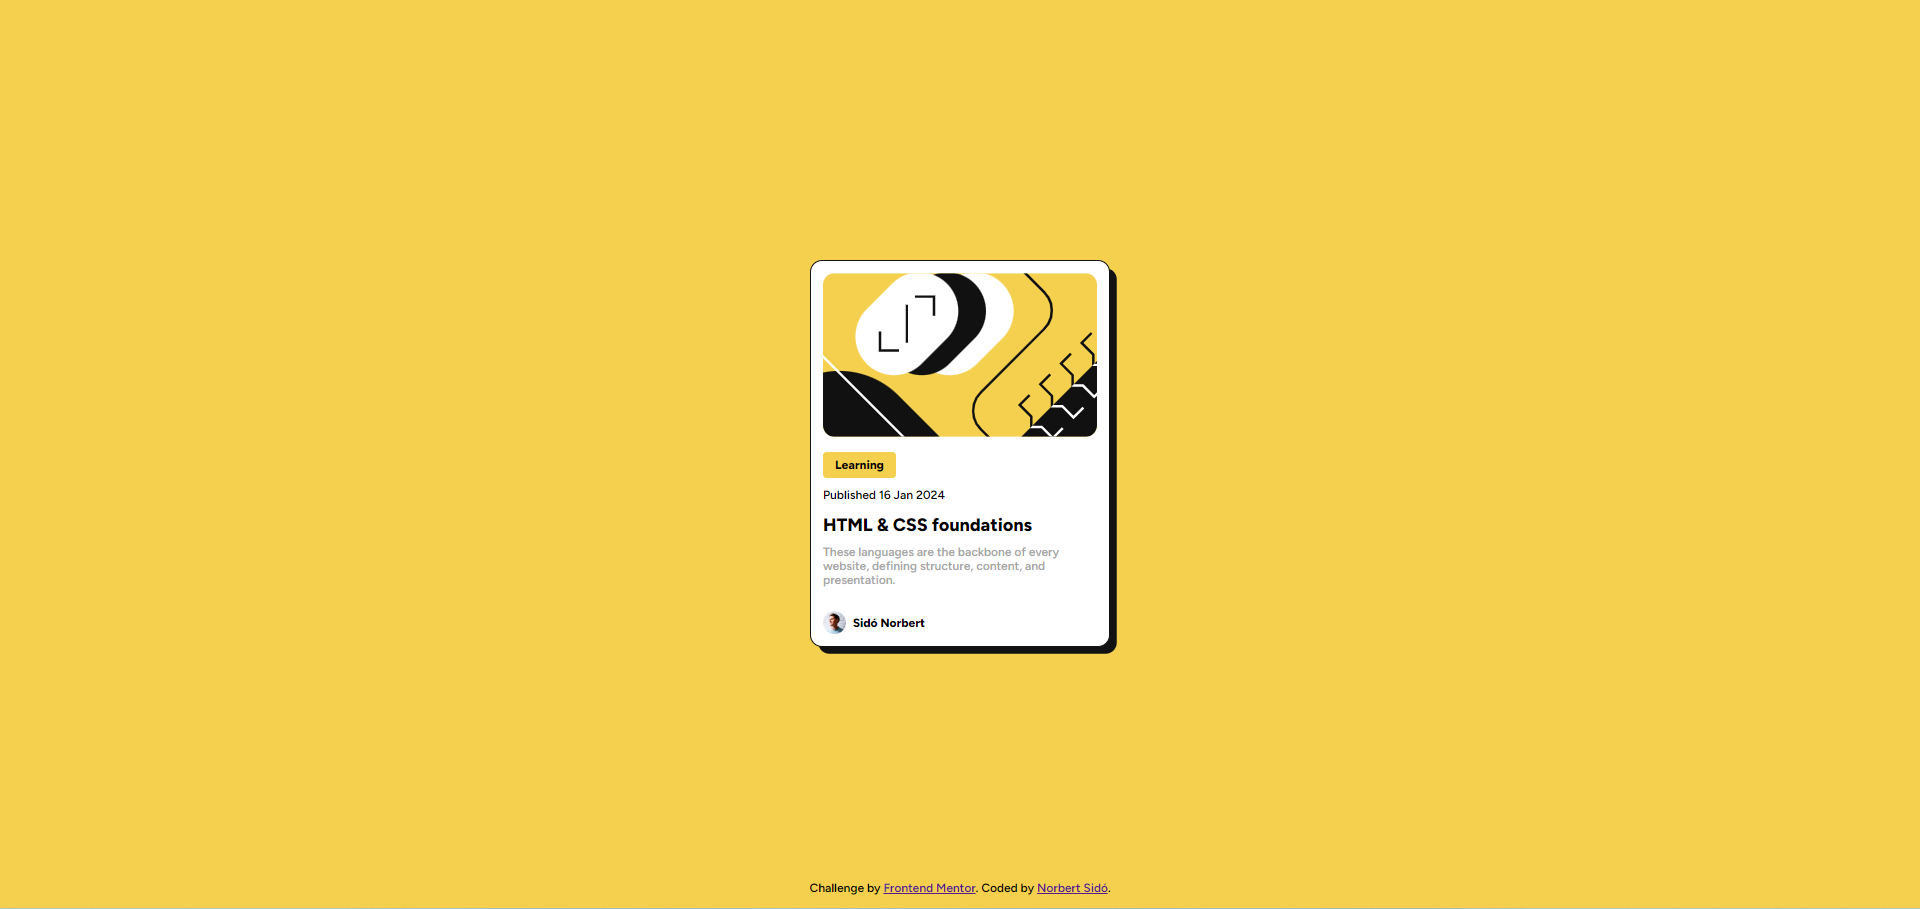 Learning
Published 16 Jan 2024
HTML & CSS foundations
These languages are the backbone of every
website, defining structure, content, and
presentation.
Sidó Norbert
Challenge by Frontend Mentor. Coded by Norbert Sidó.